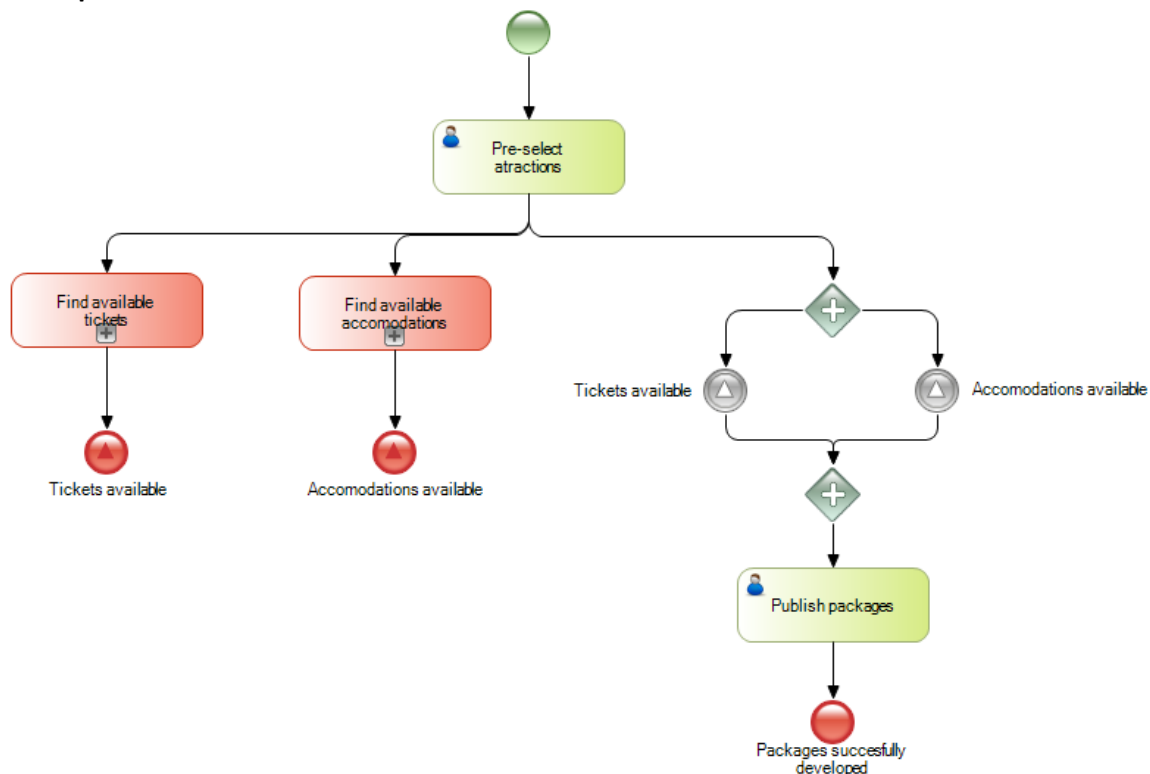 Pre-select
atractions
Find available
tickets
Find available
accomodations
Tickets available
Accomodations available
Tickets available
Accomodations available
Publish packages
Packages succesfully
developed